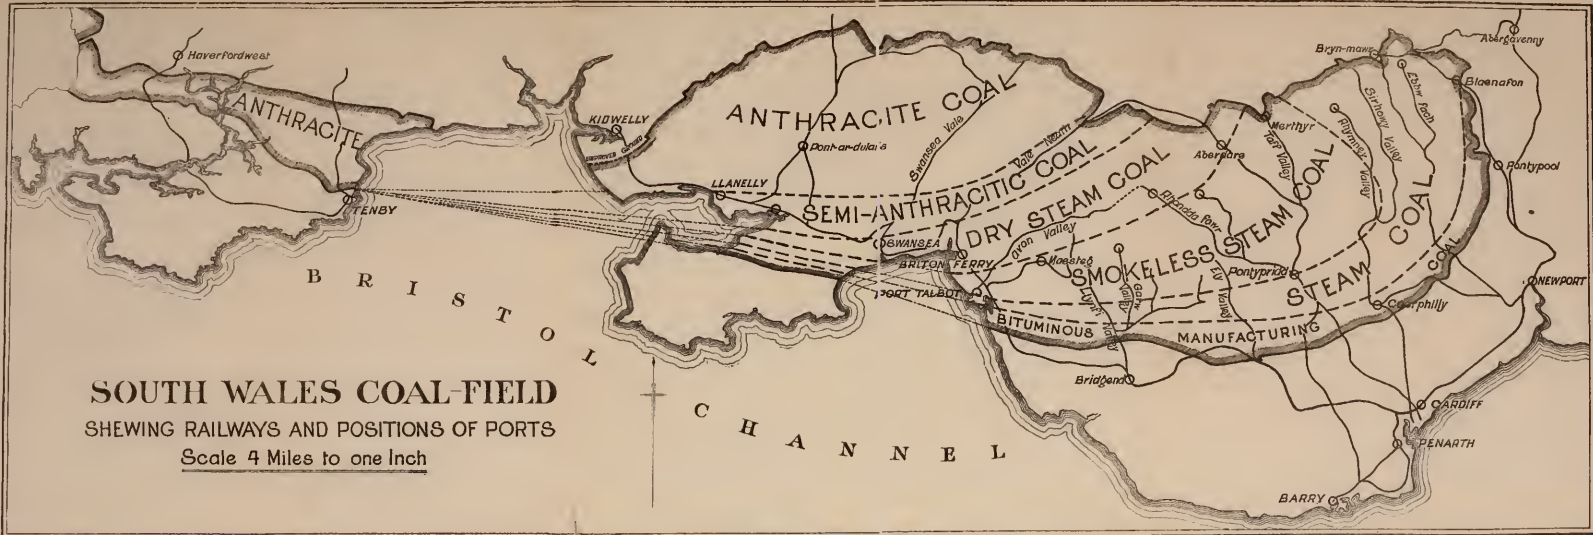 SOUTH WALES COAL-FIELD
SHEWING RAILWAYS AND POSITIONS OF PORTS
Scale 4 Miles to one Inch
BRISTOL
CHANNEL
Haverfordwest
ANTHRACITE
TENBY
KIDWELLY
ANTHRACITE COAL
Pont-ar-dulais
Swansea Vale
Vale Neath
LLANELLY
SEMI-ANTHRACITIC COAL
DRY STEAM COAL
SMOKELESS STEAM COAL
STEAM COAL
BITUMINOUS MANUFACTURING COAL
SWANSEA
BRITON FERRY
PORT TALBOT
Avon Valley
Maesteg
Llynfi Valley
Garw Valley
Ely Valley
Rhondda Fawr
Pontypridd
Aberdare
Merthyr
Taff Valley
Rhymney Valley
Sirhowy Valley
Ebbw Fach
Bryn-mawr
Abergavenny
Blaenafon
Pontypool
NEWPORT
Caerphilly
Bridgend
CARDIFF
PENARTH
BARRY